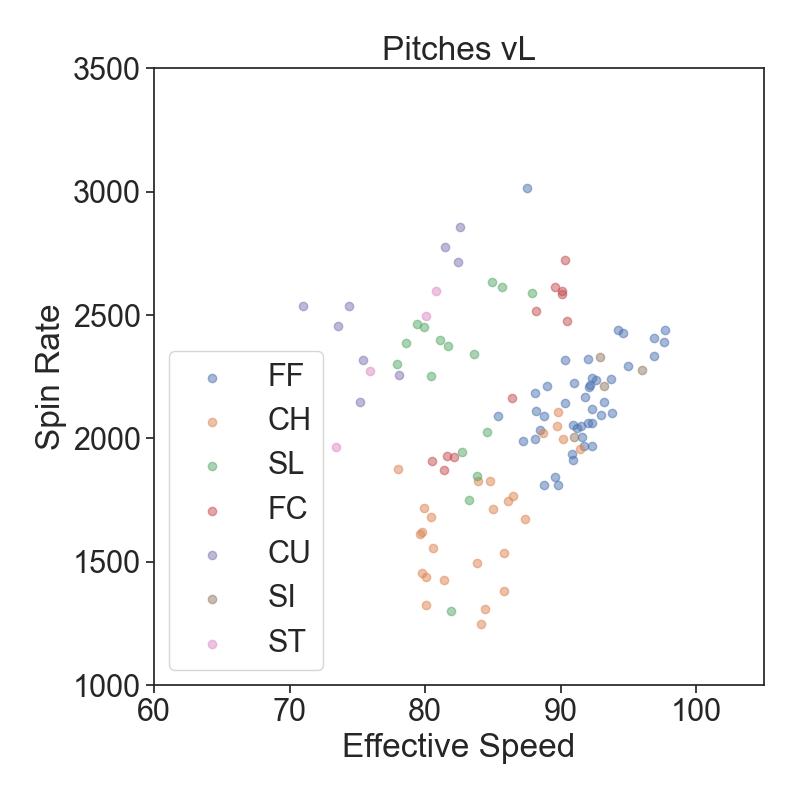 Pitches vL
3500
3000
2500
2000
1500
1000
Spin Rate
FF
CH
SL
FC
CU
SI
ST
60
70
80
90
100
Effective Speed